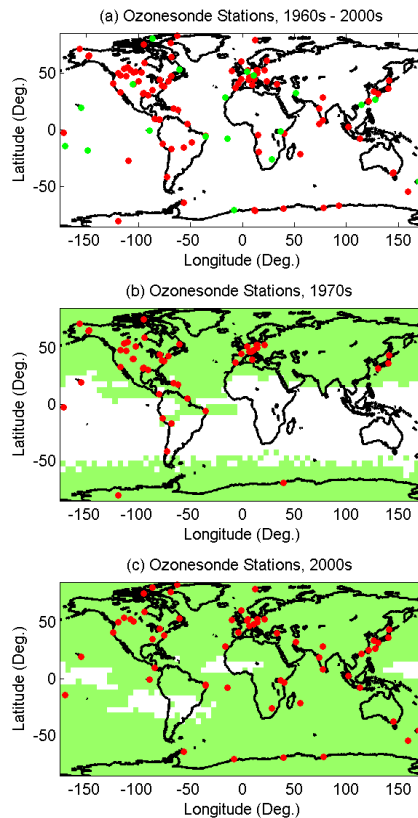 (a) Ozonesonde Stations, 1960s - 2000s
50
0
-50
Latitude (Deg.)
-150 -100 -50 0 50 100 150
Longitude (Deg.)
(b) Ozonesonde Stations, 1970s
50
0
-50
Latitude (Deg.)
-150 -100 -50 0 50 100 150
Longitude (Deg.)
(c) Ozonesonde Stations, 2000s
50
0
-50
Latitude (Deg.)
-150 -100 -50 0 50 100 150
Longitude (Deg.)